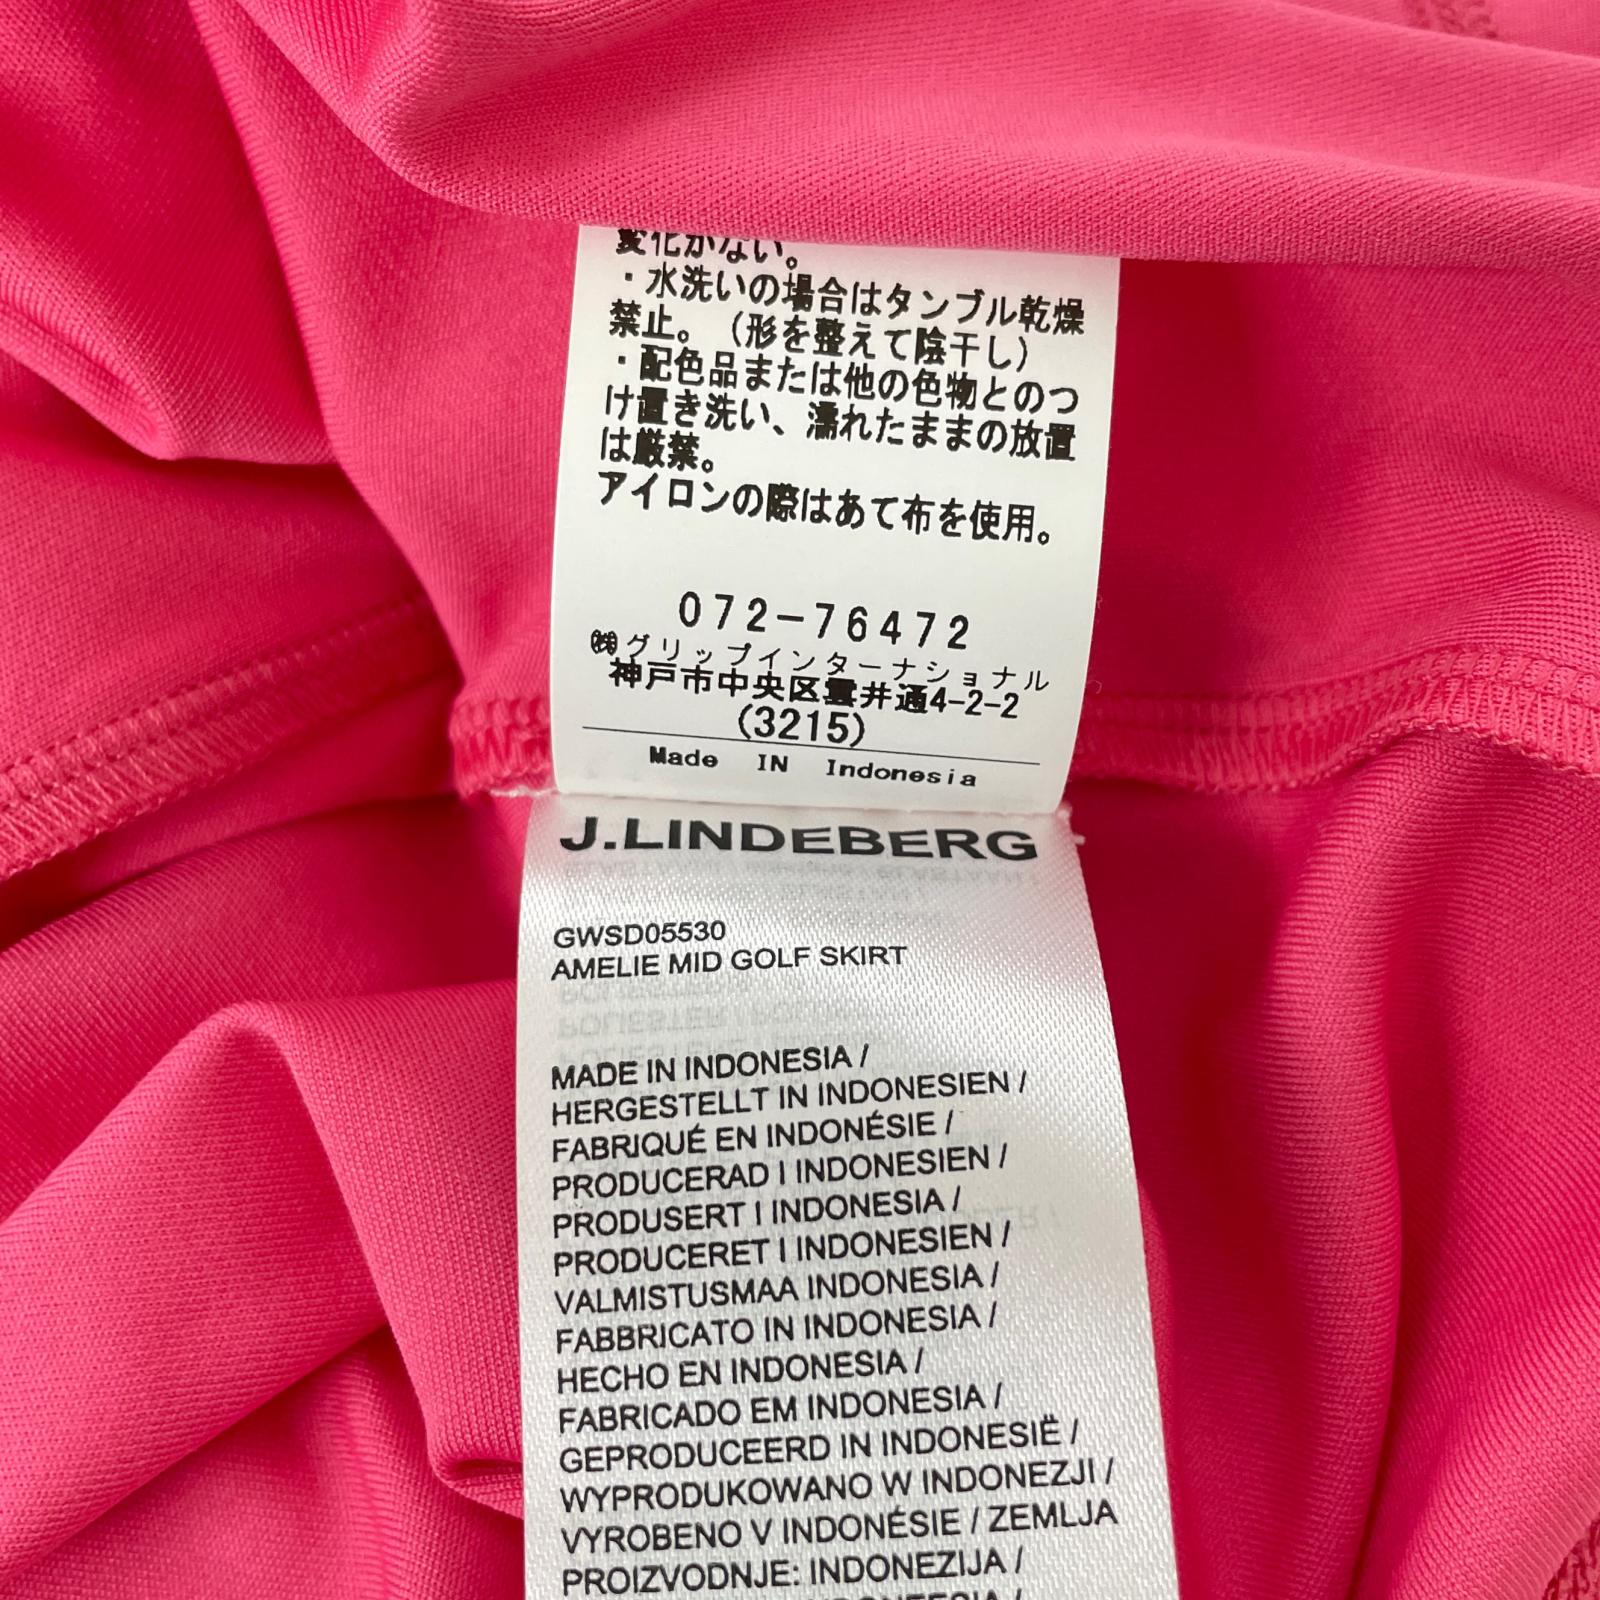 変化がない。
・水洗いの場合はタンブル乾燥
禁止。（形を整えて陰干し）
・配色品または他の色物とのつ
け置き洗い、濡れたままの放置
は厳禁。
アイロンの際はあて布を使用。
072-76472
㈱グリップインターナショナル
神戸市中央区雲井通4-2-2
(3215)
Made IN Indonesia
J.LINDEBERG
GWSD05530
AMELIE MID GOLF SKIRT
MADE IN INDONESIA /
HERGESTELLT IN INDONESIEN /
FABRIQUÉ EN INDONÉSIE /
PRODUCERAD I INDONESIEN /
PRODUSERT I INDONESIA /
PRODUCERET I INDONESIEN /
VALMISTUSMAA INDONESIA /
FABBRICATO IN INDONESIA /
HECHO EN INDONESIA /
FABRICADO EM INDONESIA /
GEPRODUCEERD IN INDONESIË /
WYPRODUKOWANO W INDONEZJI /
VYROBENO V INDONÉSIE / ZEMLJA
PROIZVODNJE: INDONEZIJA /